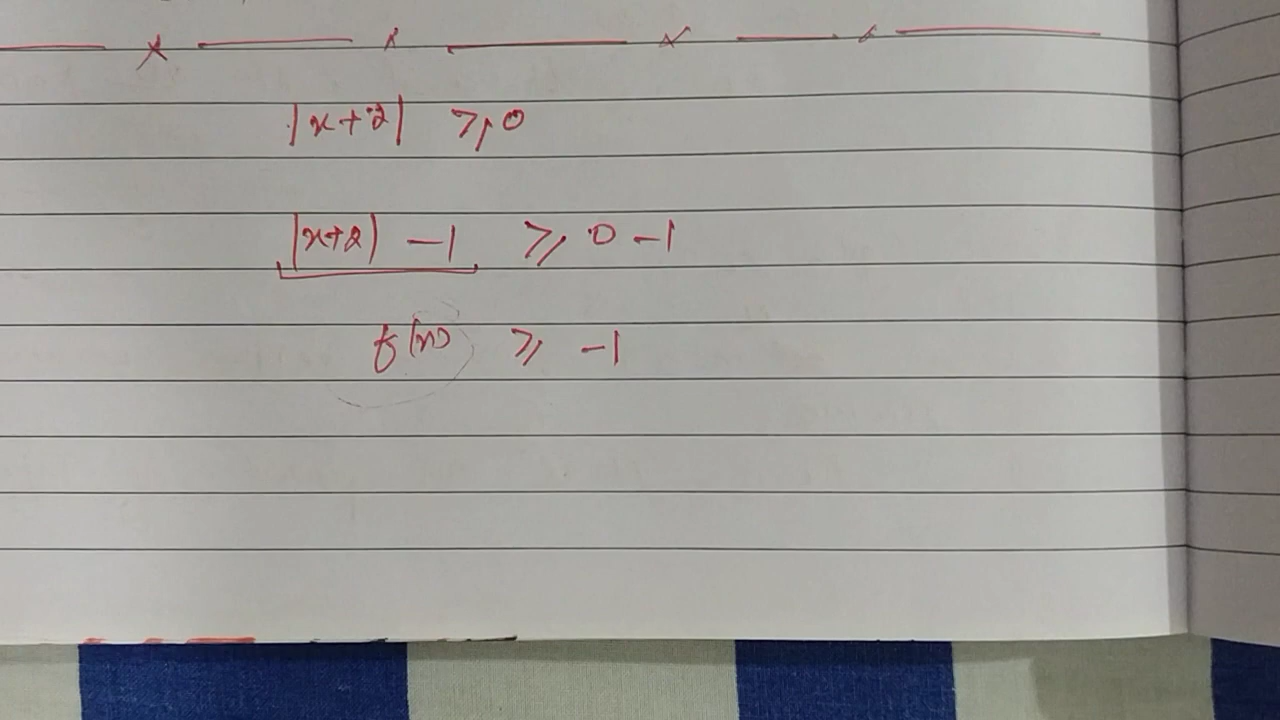 |x+2| ≥ 0
|x+2| - 1 ≥ 0 - 1
f(x) ≥ -1